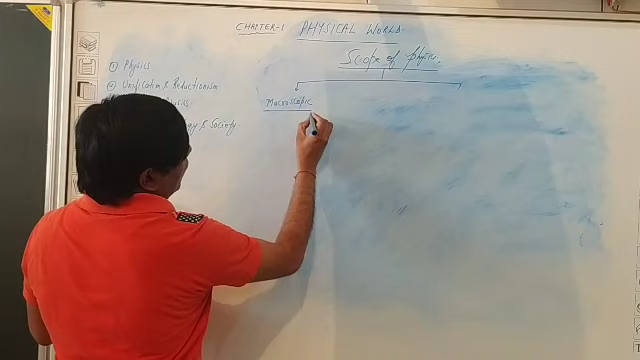 CHAPTER-1 PHYSICAL WORLD
Scope of Physics.
① Physics
② Unification & Reductionism
Macroscopic
& Society